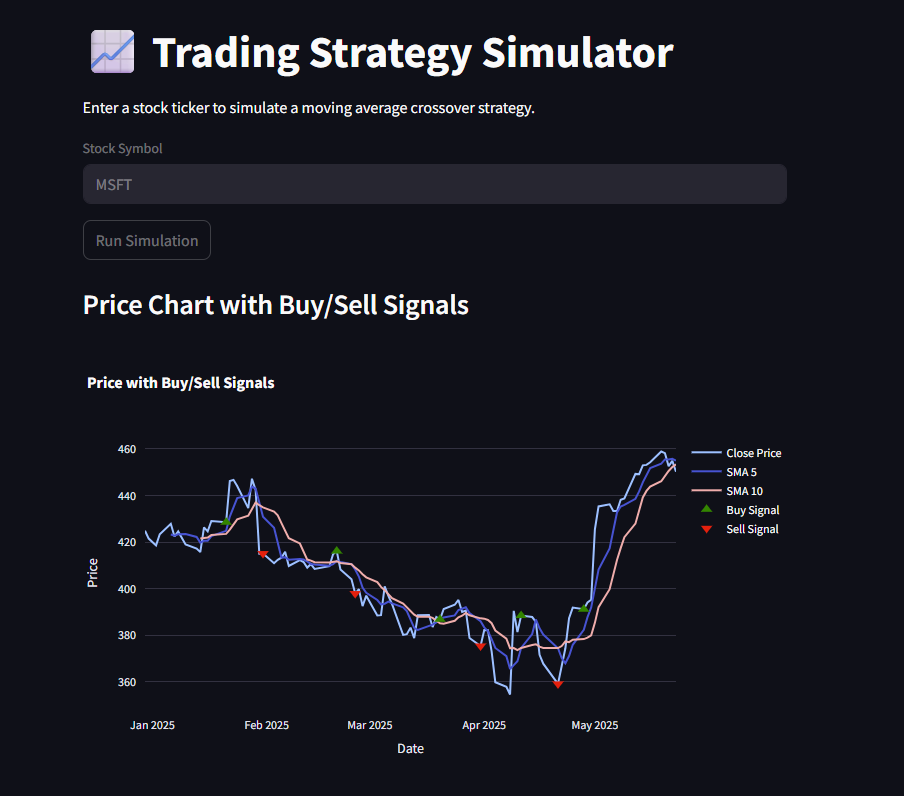 Trading Strategy Simulator
Enter a stock ticker to simulate a moving average crossover strategy.
Stock Symbol
MSFT
Run Simulation
Price Chart with Buy/Sell Signals
Price with Buy/Sell Signals
460
440
420
400
380
360
Price
Jan 2025
Feb 2025
Mar 2025
Apr 2025
May 2025
Date
Close Price
SMA 5
SMA 10
Buy Signal
Sell Signal